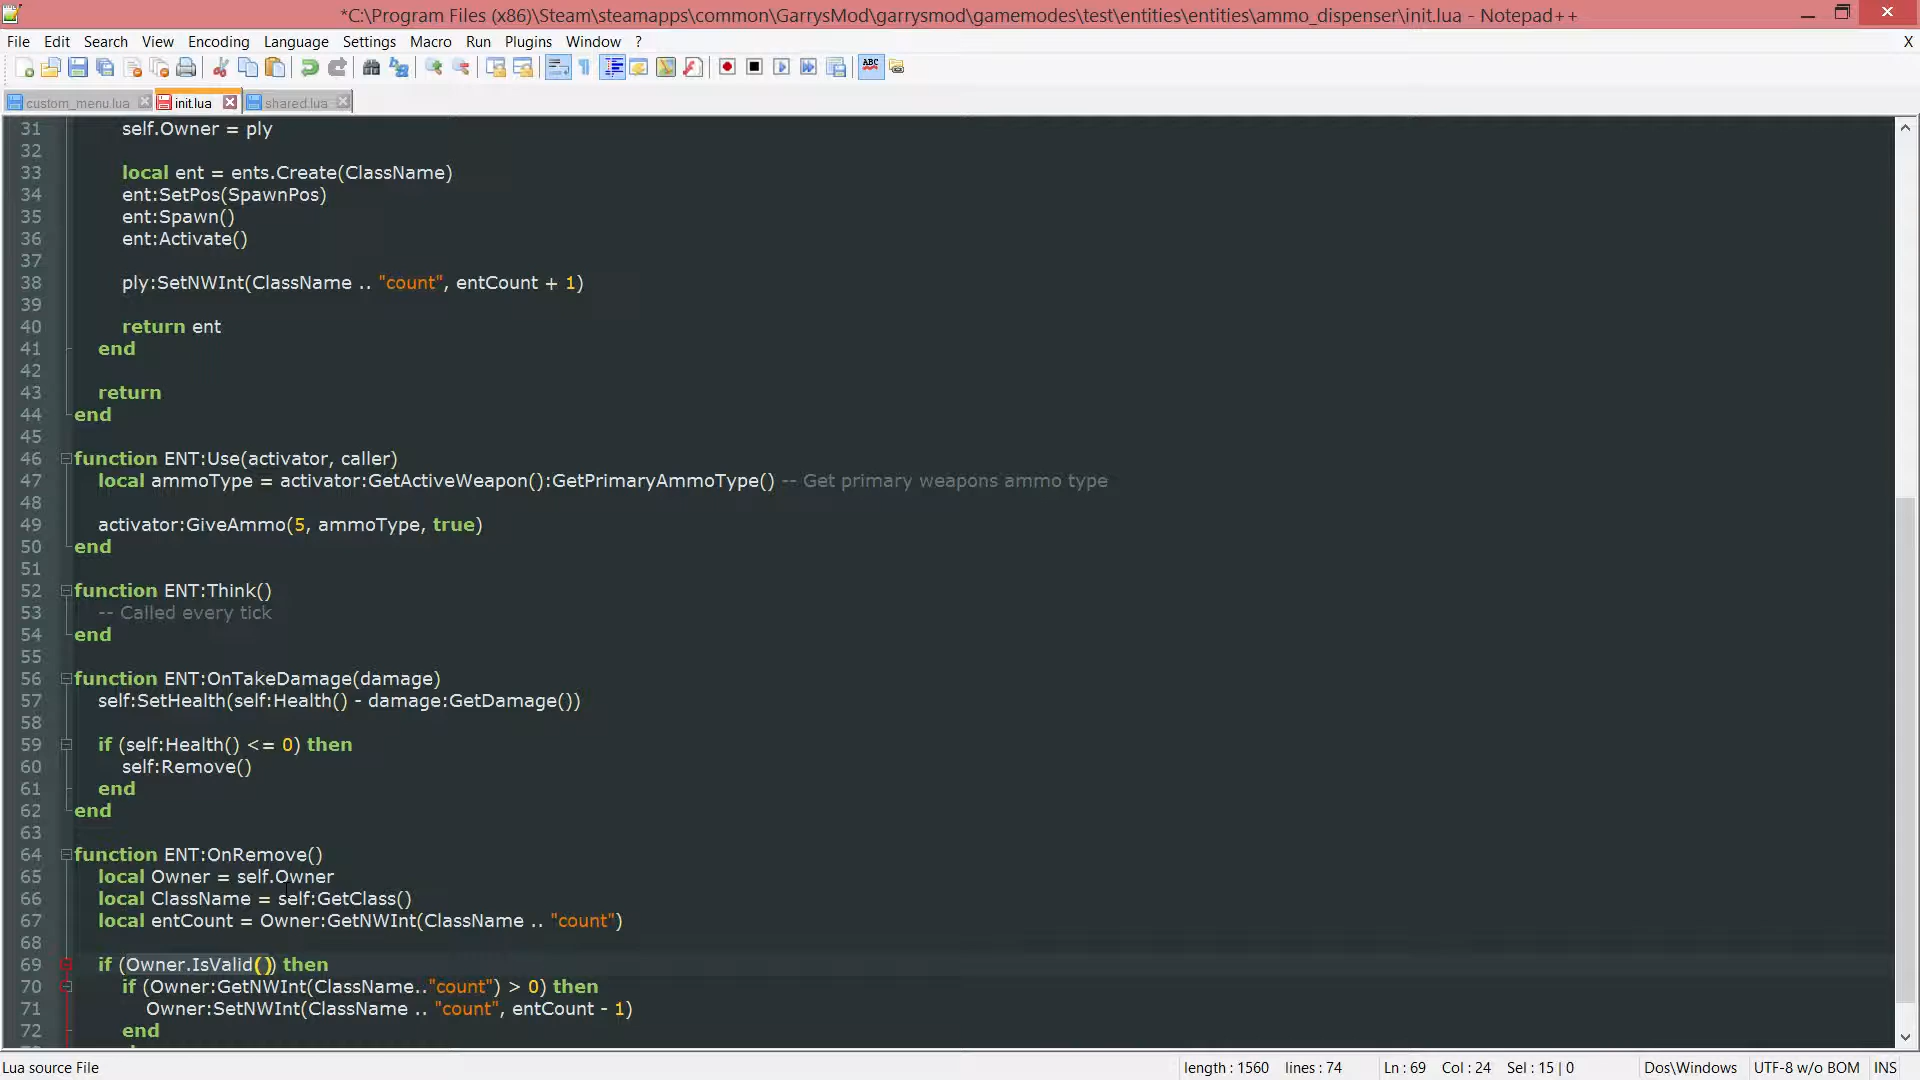 *C:\Program Files (x86)\Steam\steamapps\common\GarrysMod\garrysmod\gamemodes\test\entities\entities\ammo_dispenser\init.lua - Notepad++
File Edit Search View Encoding Language Settings Macro Run Plugins Window ? X
ABC
custom_menu.lua init.lua shared.lua
31 self.Owner = ply
32
33 local ent = ents.Create(ClassName)
34 ent:SetPos(SpawnPos)
35 ent:Spawn()
36 ent:Activate()
37
38 ply:SetNWInt(ClassName .. "count", entCount + 1)
39
40 return ent
41 end
42
43 return
44 end
45
46 function ENT:Use(activator, caller)
47 local ammoType = activator:GetActiveWeapon():GetPrimaryAmmoType() -- Get primary weapons ammo type
48
49 activator:GiveAmmo(5, ammoType, true)
50 end
51
52 function ENT:Think()
53 -- Called every tick
54 end
55
56 function ENT:OnTakeDamage(damage)
57 self:SetHealth(self:Health() - damage:GetDamage())
58
59 if (self:Health() <= 0) then
60 self:Remove()
61 end
62 end
63
64 function ENT:OnRemove()
65 local Owner = self.Owner
66 local ClassName = self:GetClass()
67 local entCount = Owner:GetNWInt(ClassName .. "count")
68
69 if (Owner.IsValid()) then
70 if (Owner:GetNWInt(ClassName.."count") > 0) then
71 Owner:SetNWInt(ClassName .. "count", entCount - 1)
72 end
Lua source File length : 1560 lines : 74 Ln : 69 Col : 24 Sel : 15 | 0 Dos\Windows UTF-8 w/o BOM INS